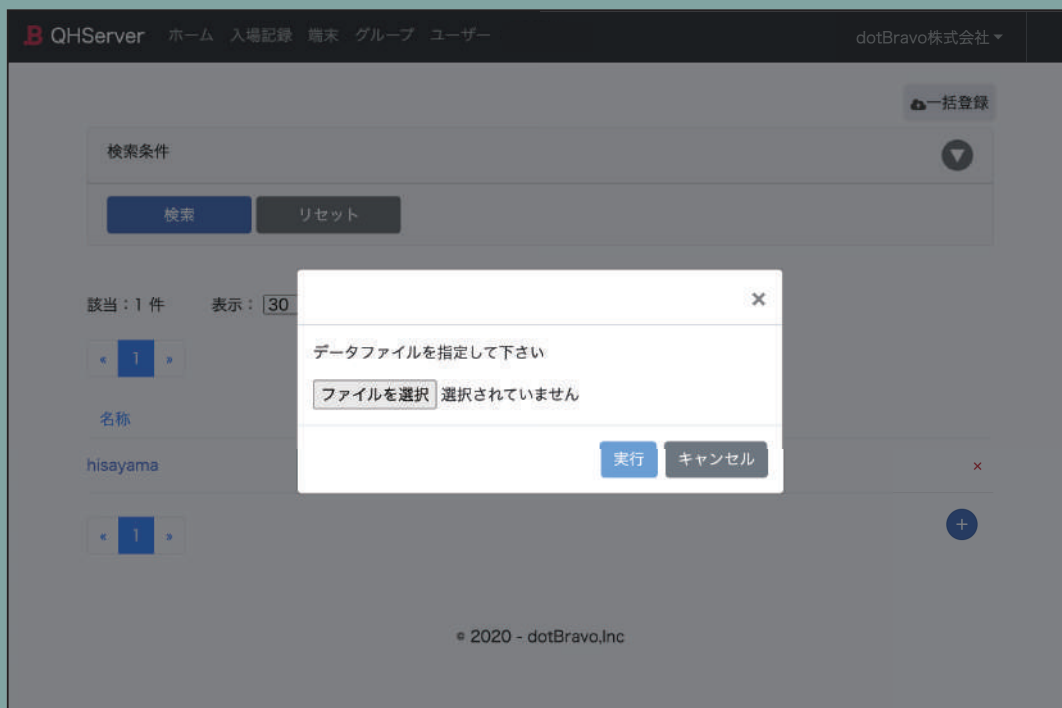 B QHServer ホーム 入場記録 端末 グループ ユーザー dotBravo株式会社
一括登録
検索条件
検索 リセット
該当：1 件 表示： 30
×
データファイルを指定して下さい
ファイルを選択 選択されていません
« 1 »
名称
実行 キャンセル
hisayama ×
« 1 » +
© 2020 - dotBravo,Inc